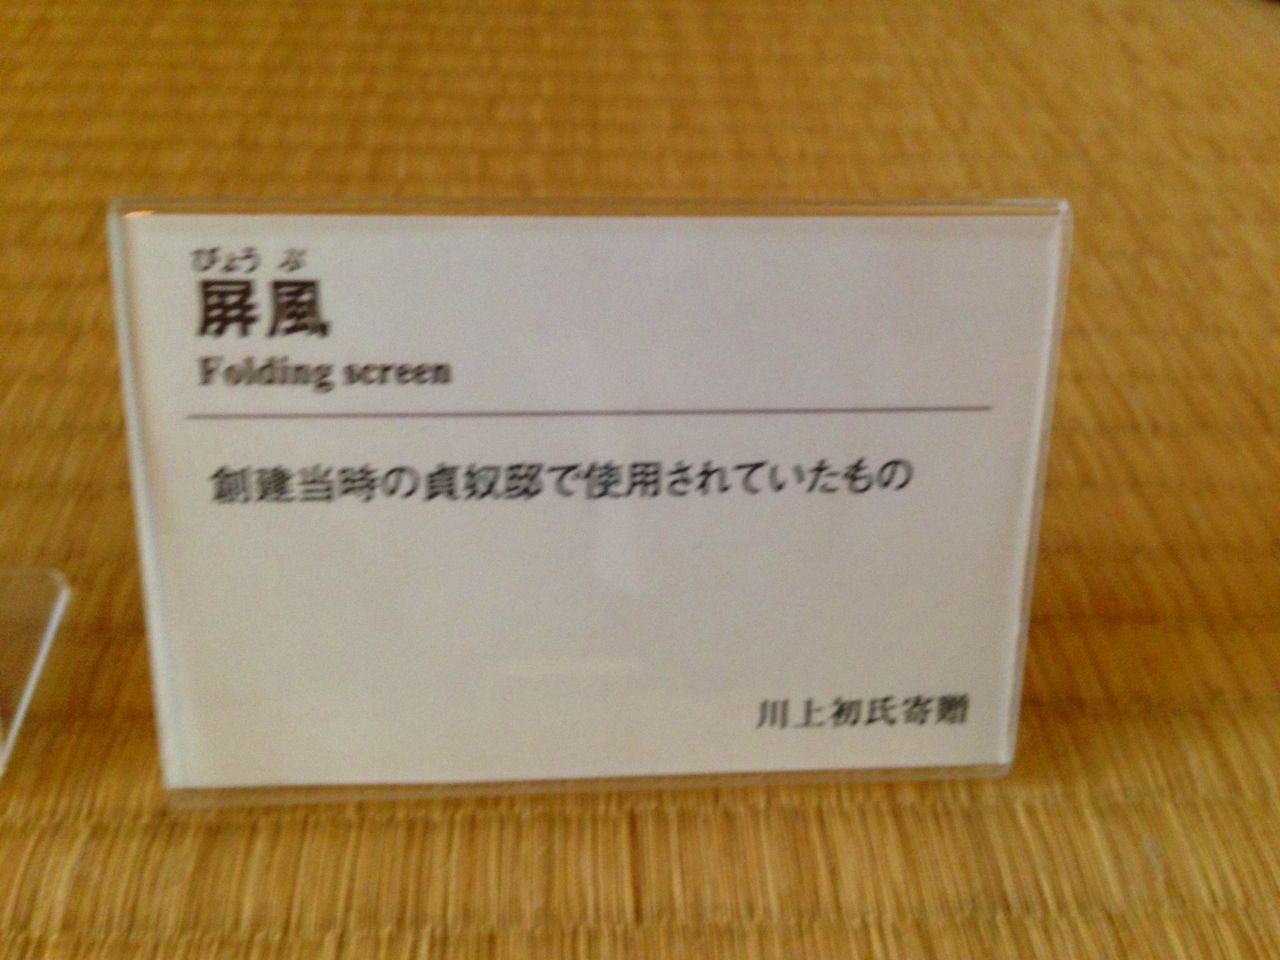 びょうぶ
屏風
Folding screen
創建当時の貞奴邸で使用されていたもの
川上初氏寄贈